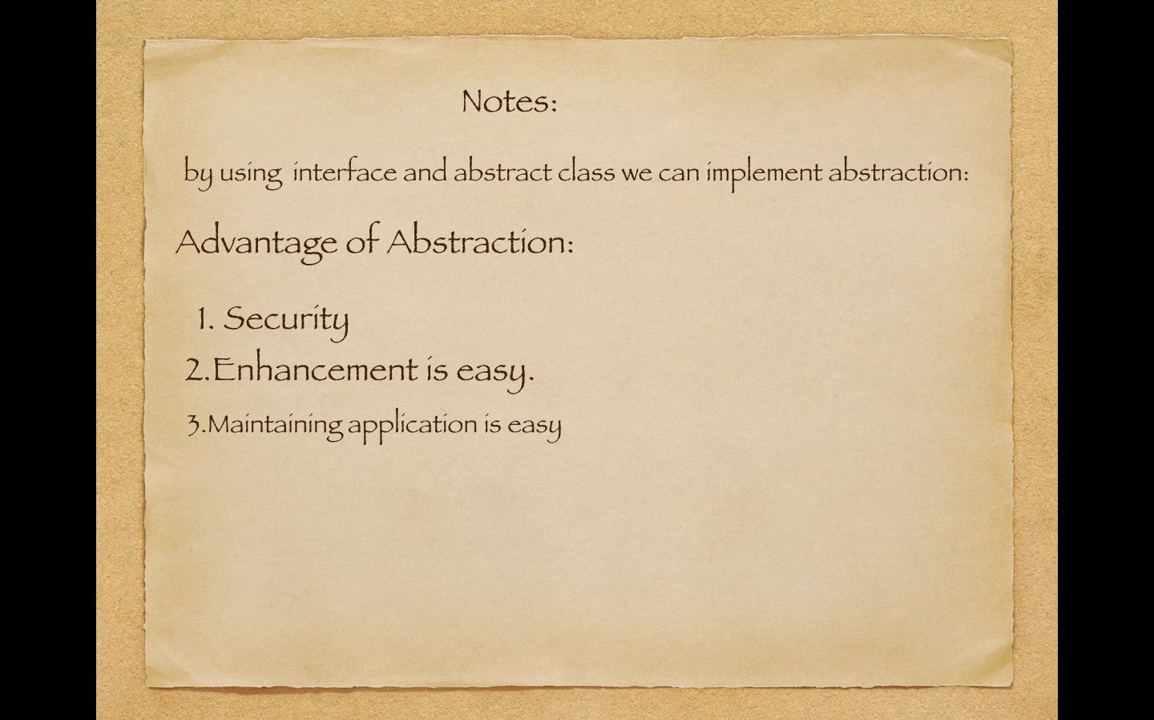 Notes:
by using interface and abstract class we can implement abstraction:
Advantage of Abstraction:
1. Security
2.Enhancement is easy.
3.Maintaining application is easy